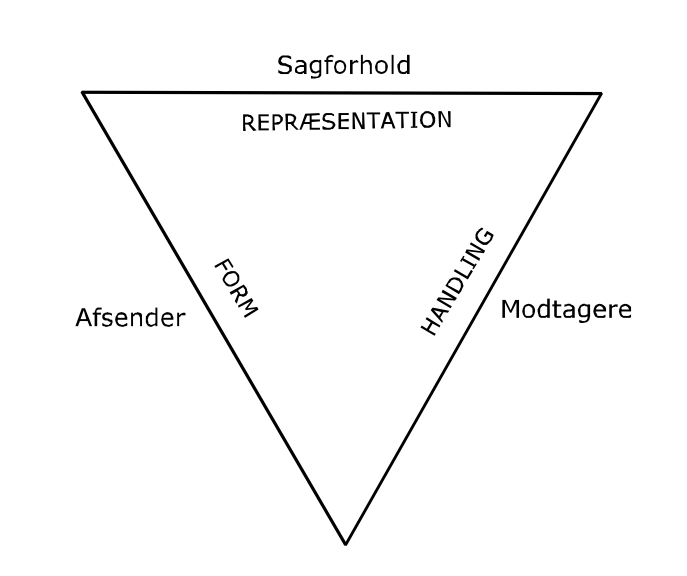 Sagforhold
REPRÆSENTATION
FORM
HANDLING
Afsender
Modtagere